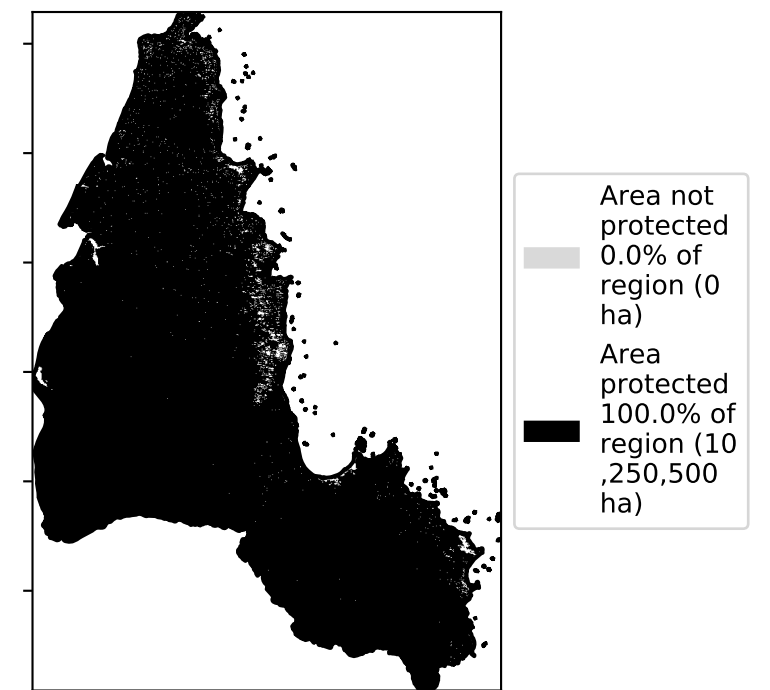 Area not
protected
0.0% of
region (0
ha)
Area
protected
100.0% of
region (10
,250,500
ha)